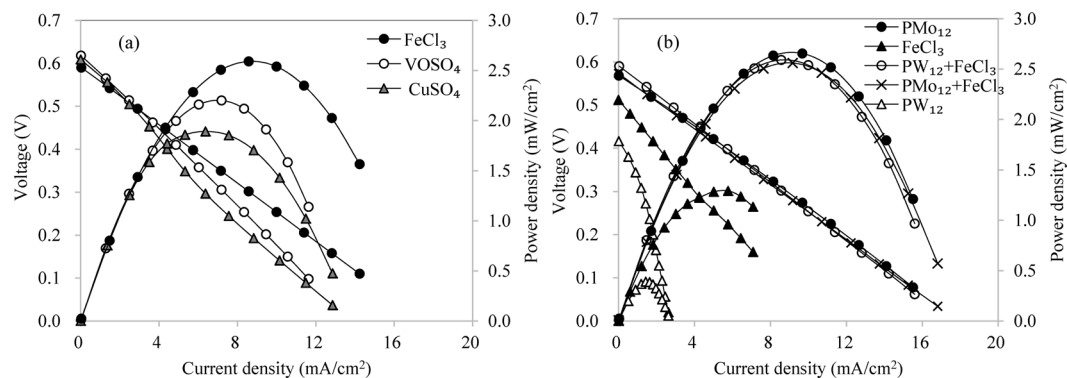 (a)
FeCl₃
VOSO₄
CuSO₄
Voltage (V)
0.7
0.6
0.5
0.4
0.3
0.2
0.1
0.0
Power density (mW/cm²)
3.0
2.5
2.0
1.5
1.0
0.5
0.0
0 4 8 12 16 20
Current density (mA/cm²)
(b)
PMo₁₂
FeCl₃
PW₁₂+FeCl₃
PMo₁₂+FeCl₃
PW₁₂
Voltage (V)
0.7
0.6
0.5
0.4
0.3
0.2
0.1
0.0
Power density (mW/cm²)
3.0
2.5
2.0
1.5
1.0
0.5
0.0
0 4 8 12 16 20
Current density (mA/cm²)